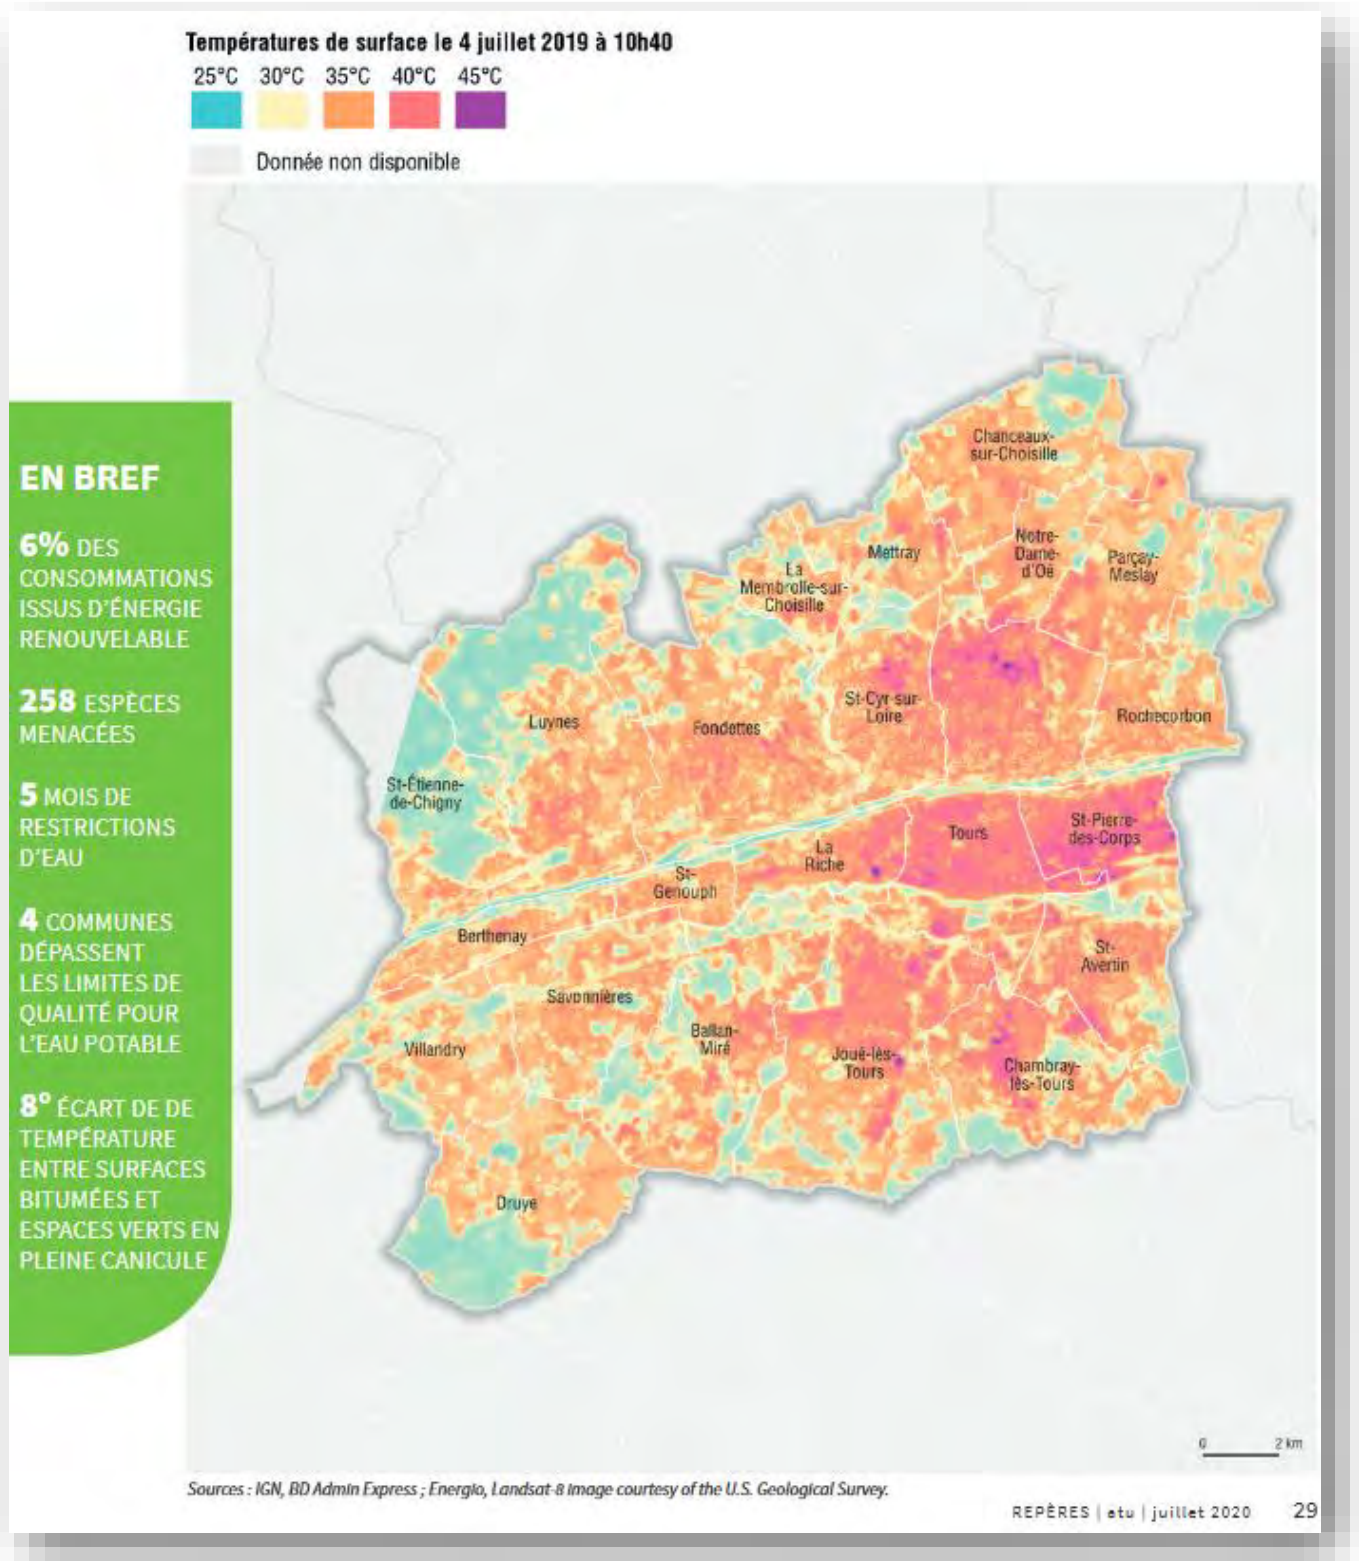 Températures de surface le 4 juillet 2019 à 10h40
25°C 30°C 35°C 40°C 45°C
Donnée non disponible
EN BREF
6% DES
CONSOMMATIONS
ISSUS D'ÉNERGIE
RENOUVELABLE
258 ESPÈCES
MENACÉES
5 MOIS DE
RESTRICTIONS
D'EAU
4 COMMUNES
DÉPASSENT
LES LIMITES DE
QUALITÉ POUR
L'EAU POTABLE
8° ÉCART DE DE
TEMPÉRATURE
ENTRE SURFACES
BITUMÉES ET
ESPACES VERTS EN
PLEINE CANICULE
Chanceaux-
sur-Choisille
Mettray
Notre-
Dame-
d'Oé
Parçay-
Meslay
La
Membrolle-sur-
Choisille
St-Cyr-sur-
Loire
Rochecorbon
Luynes
Fondettes
St-Étienne-
de-Chigny
Tours
St-Pierre-
des-Corps
La
Riche
St-
Genouph
Berthenay
St-
Avertin
Savonnières
Villandry
Ballan-
Miré
Joué-lès-
Tours
Chambray-
lès-Tours
Druye
0 2 km
Sources : IGN, BD Admin Express ; Energio, Landsat-8 image courtesy of the U.S. Geological Survey.
REPÈRES | atu | juillet 2020 29